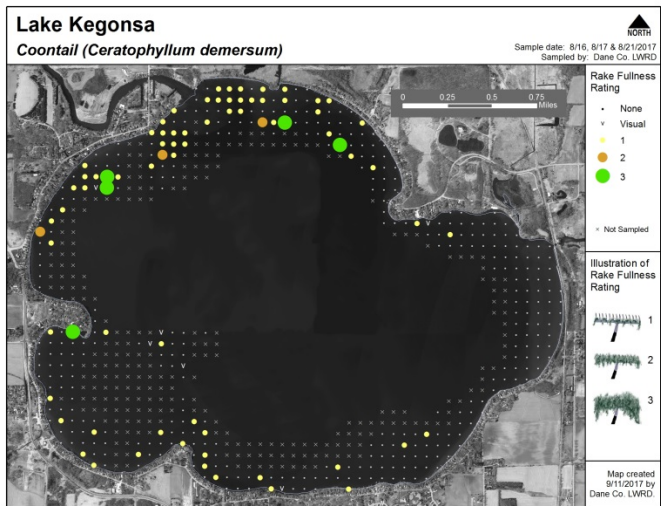 Lake Kegonsa
Coontail (Ceratophyllum demersum)
NORTH
Sample date: 8/16, 8/17 & 8/21/2017
Sampled by: Dane Co. LWRD
0 0.25 0.5 0.75
Miles
Rake Fullness
Rating
None
v Visual
1
2
3
× Not Sampled
Illustration of
Rake Fullness
Rating
1
2
3
Map created
9/11/2017 by
Dane Co. LWRD.